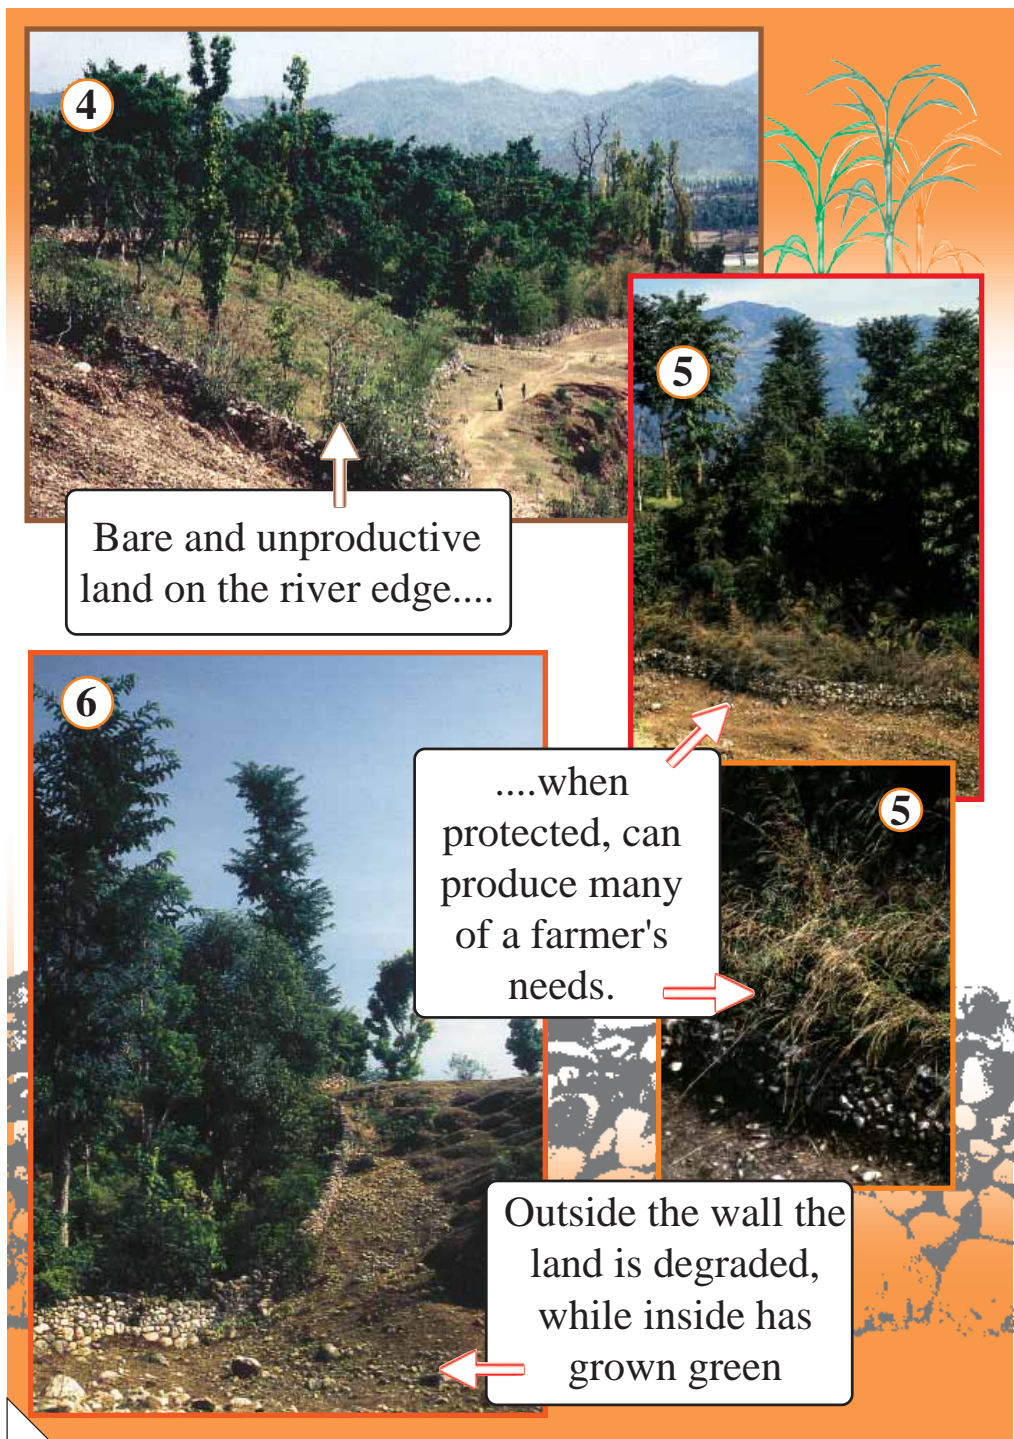 4
Bare and unproductive
land on the river edge....
5
....when
protected, can
produce many
of a farmer's
needs.
5
6
Outside the wall the
land is degraded,
while inside has
grown green